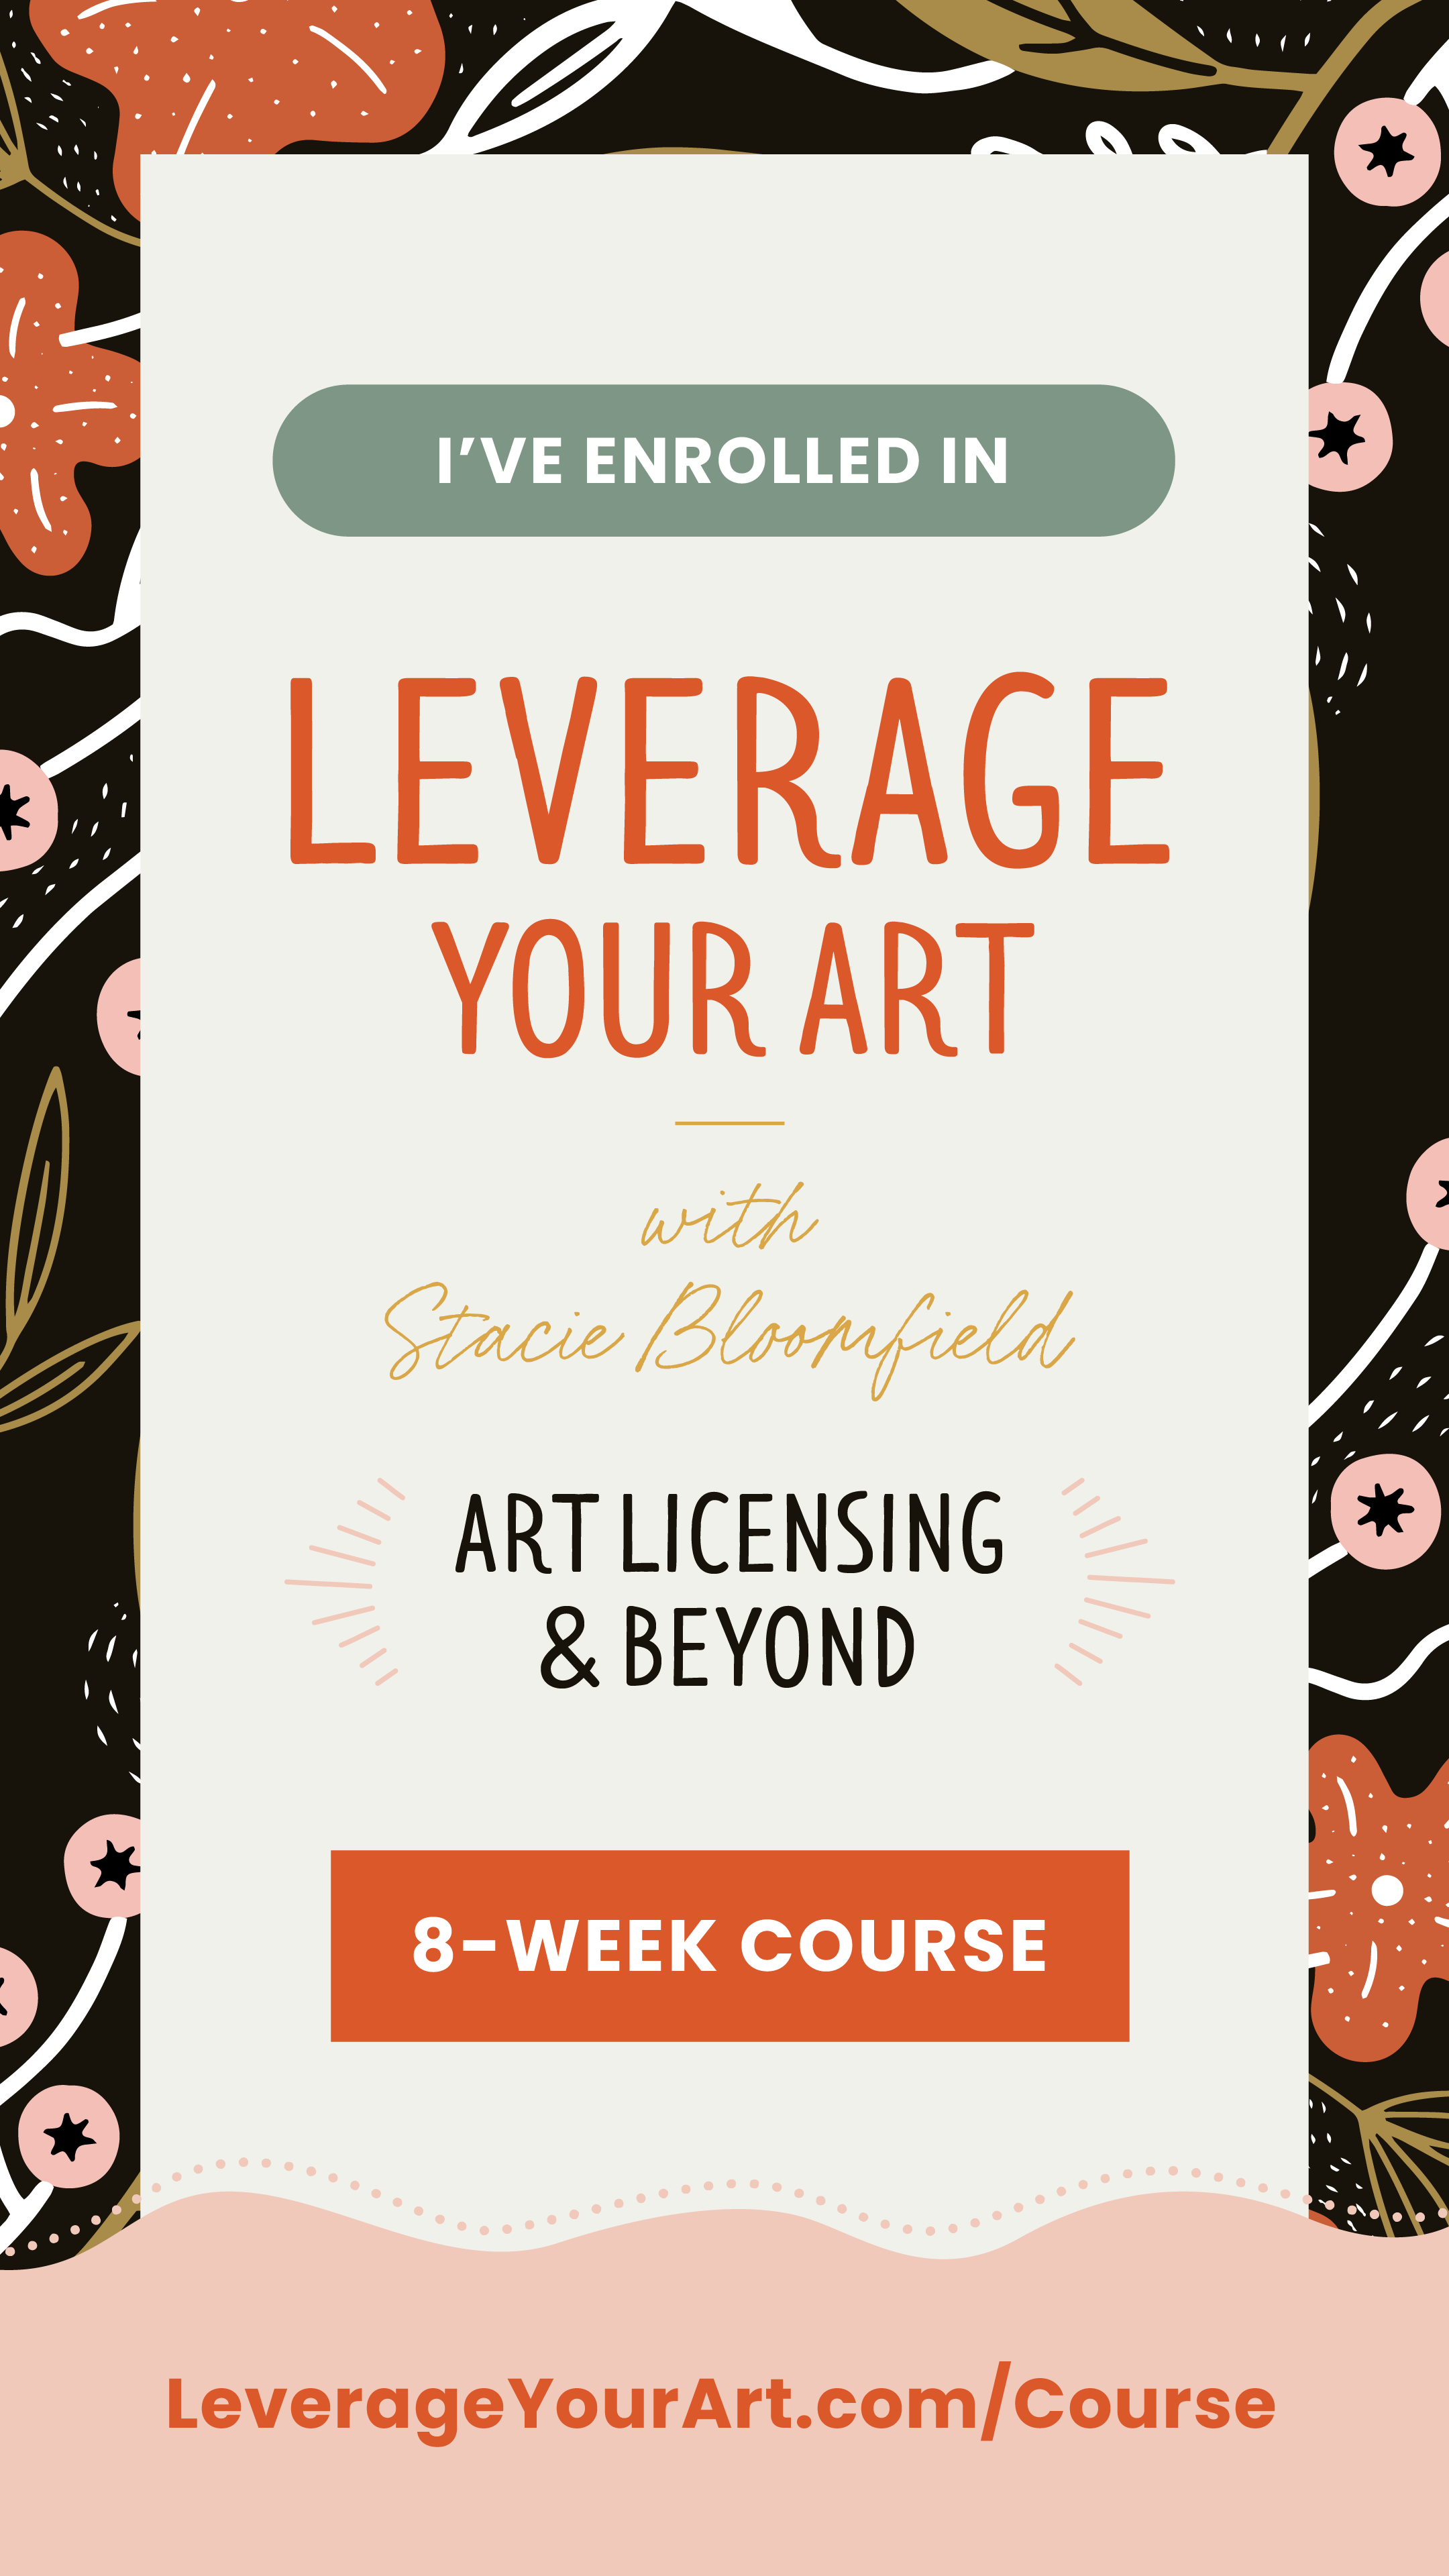 I’VE ENROLLED IN
LEVERAGE
YOUR ART
with
Stacie Bloomfield
ART LICENSING
& BEYOND
8-WEEK COURSE
LeverageYourArt.com/Course